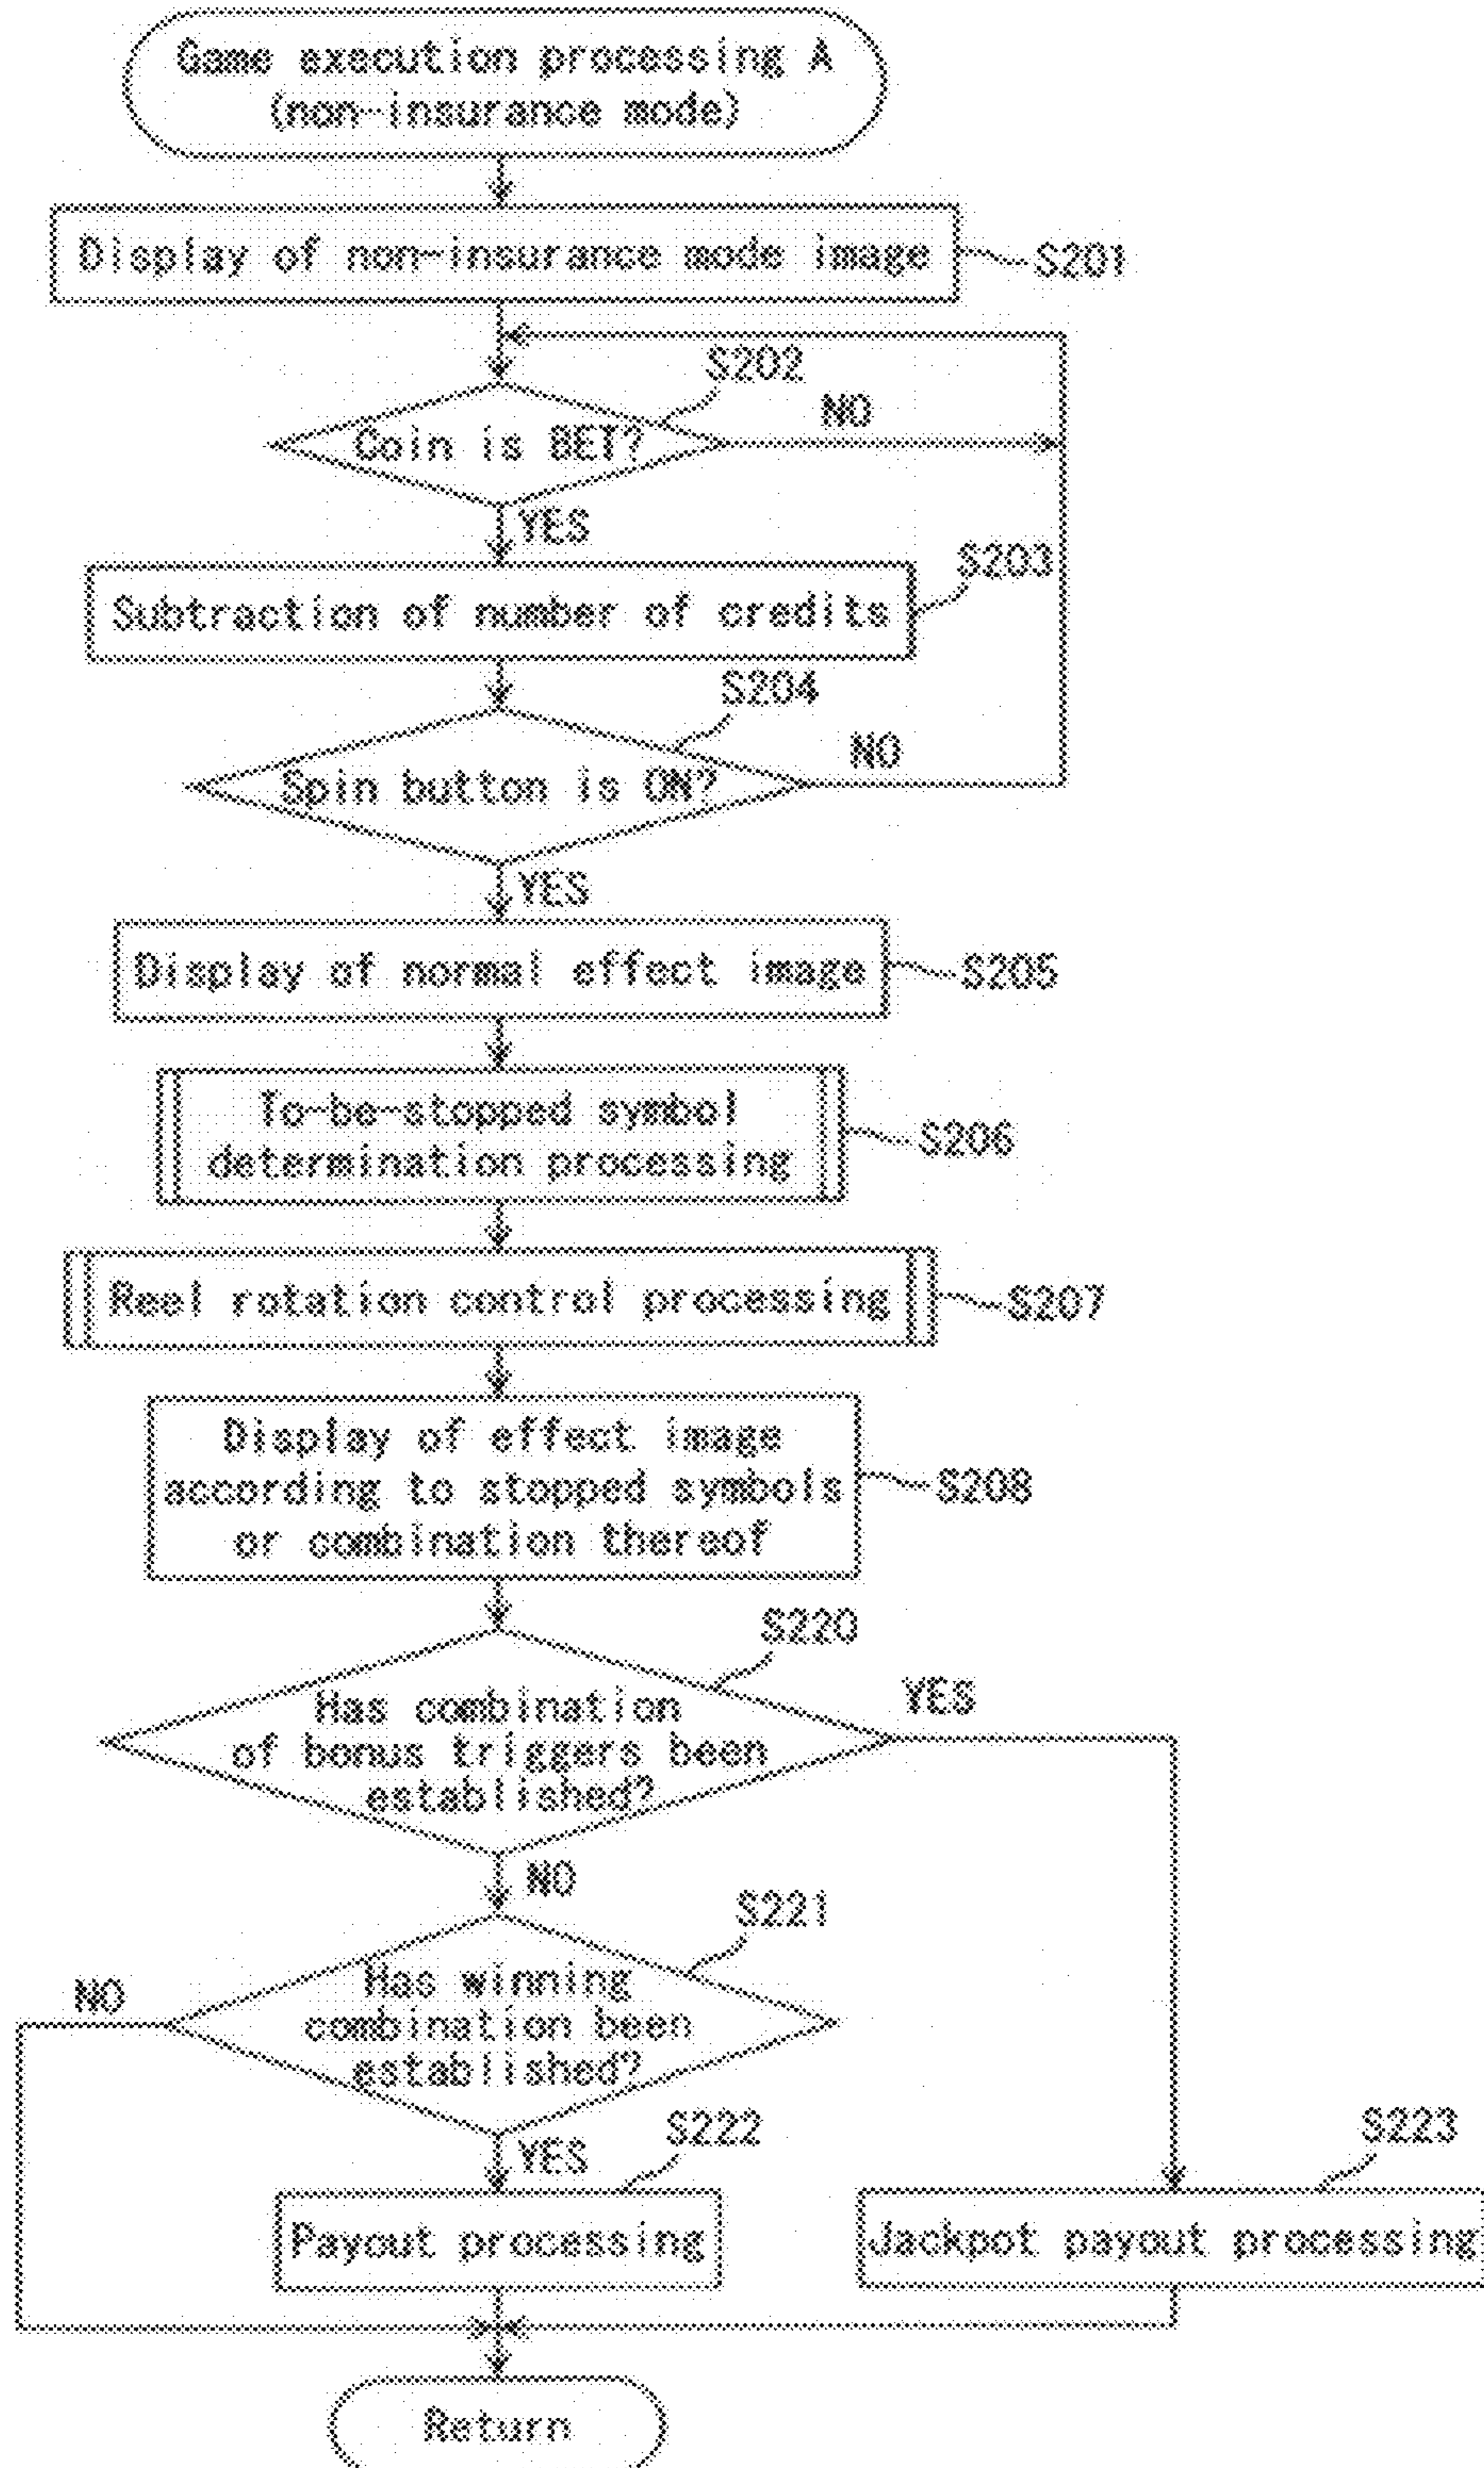 Game execution processing A
(non-insurance mode)
Display of non-insurance mode image
S201
S202
NO
Coin is BET?
YES
S203
Subtraction of number of credits
S204
NO
Spin button is ON?
YES
Display of normal effect image
S205
To-be-stopped symbol
determination processing
S206
Reel rotation control processing
S207
Display of effect image
according to stopped symbols
or combination thereof
S208
S220
YES
Has combination
of bonus triggers been
established?
NO
S221
NO
Has winning
combination been
established?
YES
S222
S223
Payout processing
Jackpot payout processing
Return